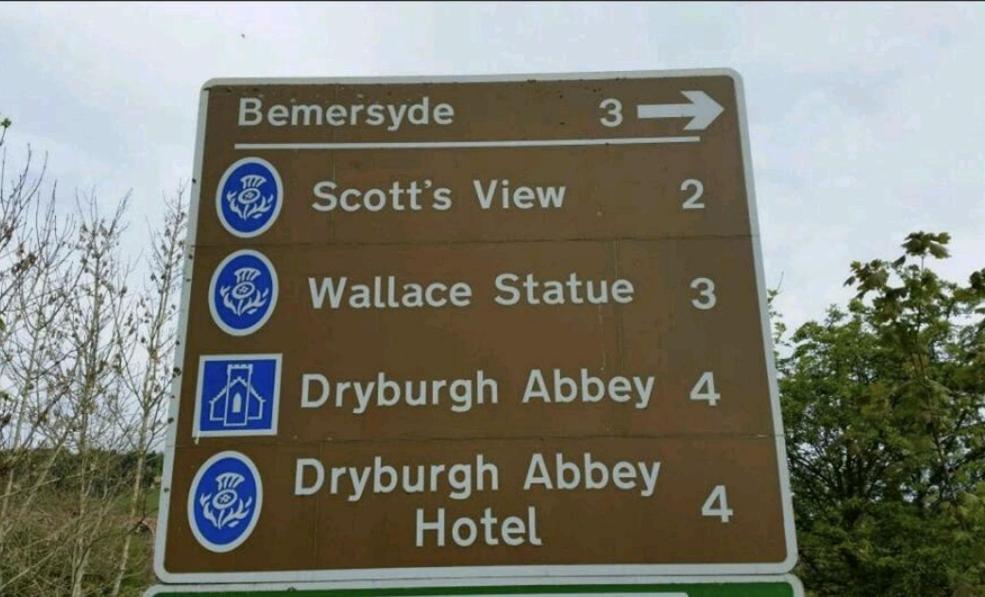 Bemersyde 3
Scott's View 2
Wallace Statue 3
Dryburgh Abbey 4
Dryburgh Abbey
Hotel 4